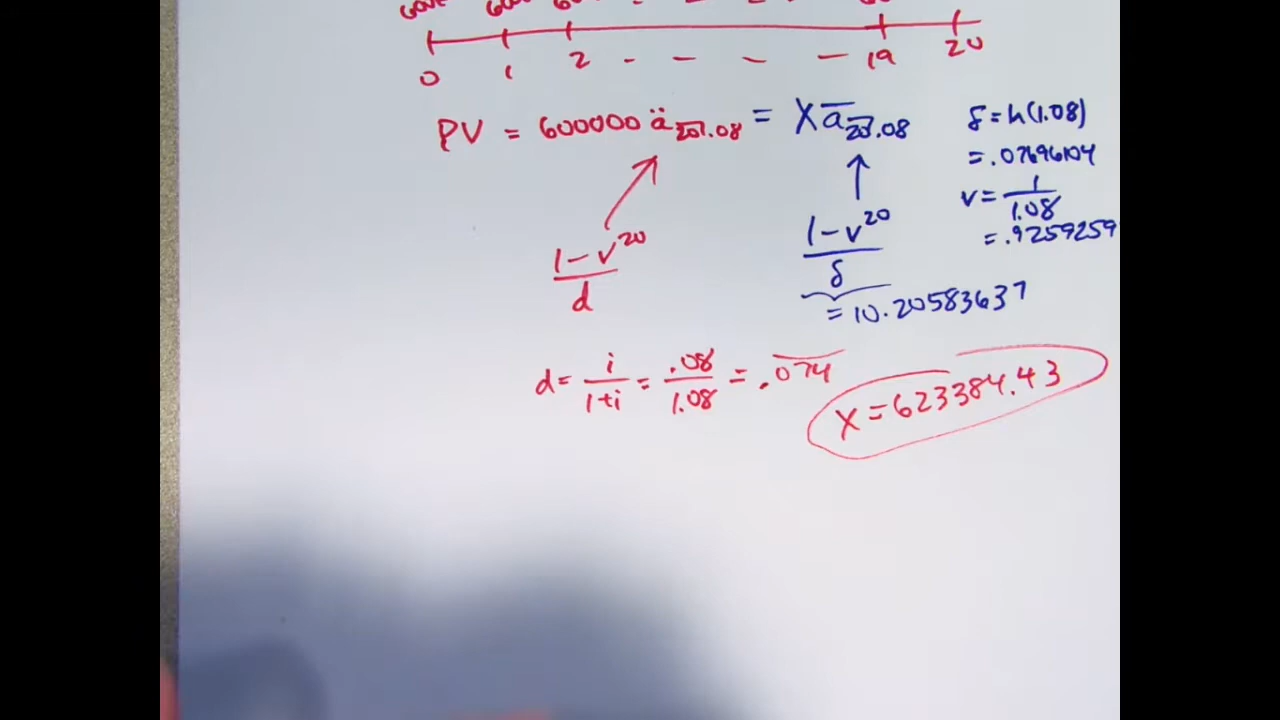 0 1 2 - - - - 19 20
PV = 600000 ä20|.08 = X a̅20|.08
δ = ln(1.08)
= .07696104
v = 1/1.08
= .9259259
1-v^20/d
1-v^20/δ
= 10.20583637
d = i/1+i = .08/1.08 = .074
X = 623384.43